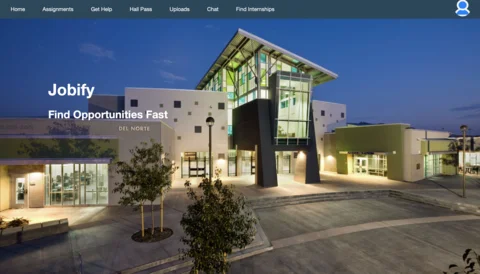 Home Assignments Get Help Hall Pass Uploads Chat Find Internships
Jobify
Find Opportunities Fast
DEL NORTE